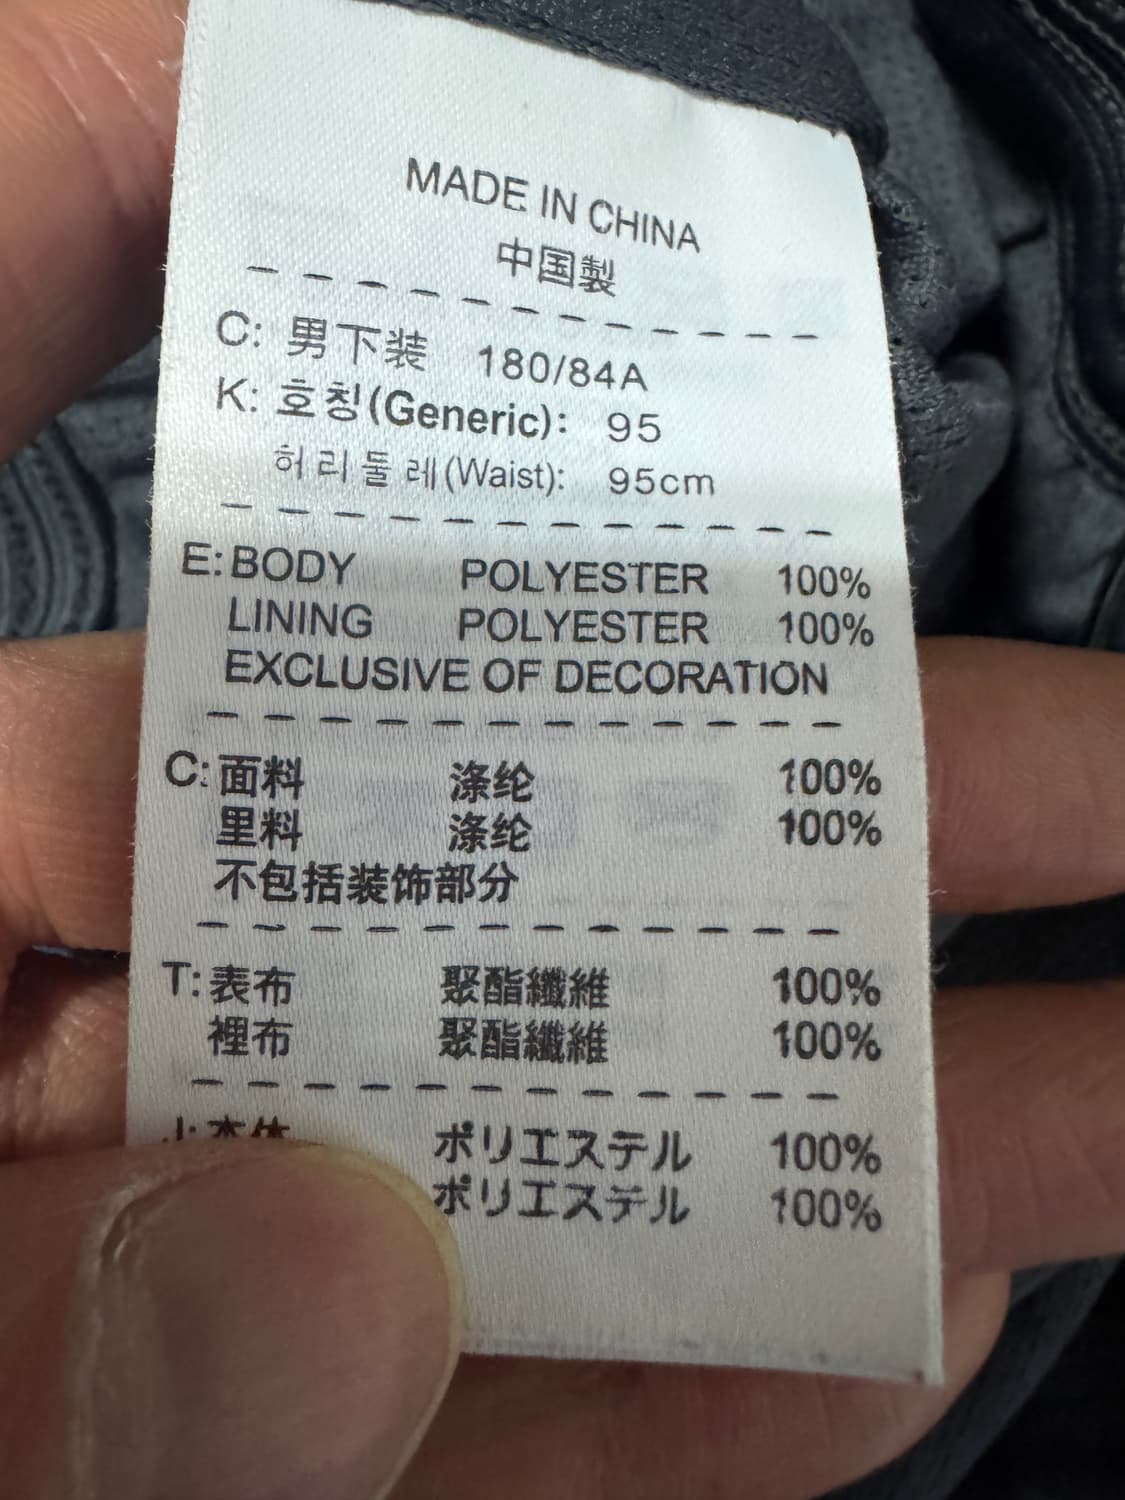 MADE IN CHINA
中国製
C: 男下装 180/84A
K: 호칭(Generic): 95
허리둘레(Waist): 95cm
E: BODY POLYESTER 100%
LINING POLYESTER 100%
EXCLUSIVE OF DECORATION
C: 面料 涤纶 100%
里料 涤纶 100%
不包括装饰部分
T: 表布 聚酯纖維 100%
裡布 聚酯纖維 100%
J: 本体 ポリエステル 100%
ポリエステル 100%